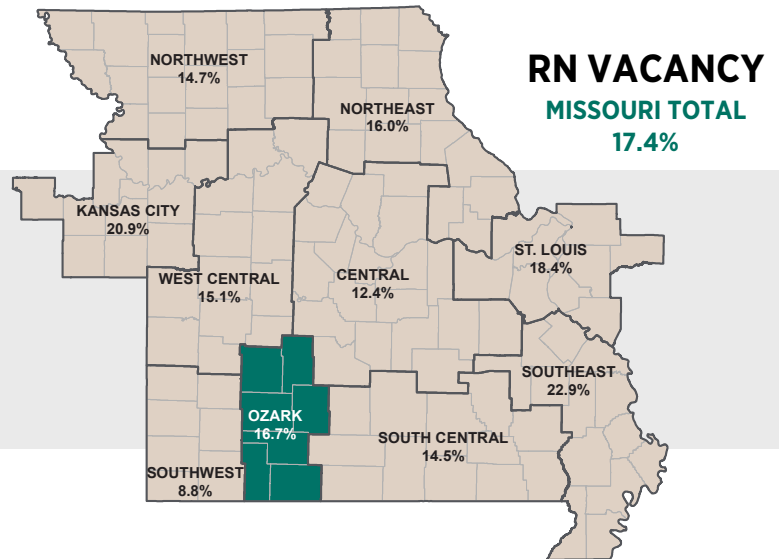 RN VACANCY
MISSOURI TOTAL
17.4%
NORTHWEST
14.7%
NORTHEAST
16.0%
KANSAS CITY
20.9%
WEST CENTRAL
15.1%
CENTRAL
12.4%
ST. LOUIS
18.4%
SOUTHEAST
22.9%
OZARK
16.7%
SOUTH CENTRAL
14.5%
SOUTHWEST
8.8%